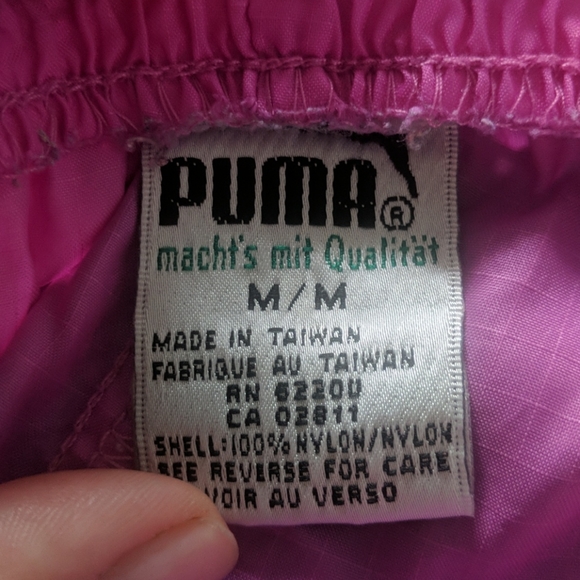 PUMA®
macht's mit Qualität
M/M
MADE IN TAIWAN
FABRIQUE AU TAIWAN
RN 62200
CA 02811
SHELL:100% NYLON/NYLON
SEE REVERSE FOR CARE
VOIR AU VERSO